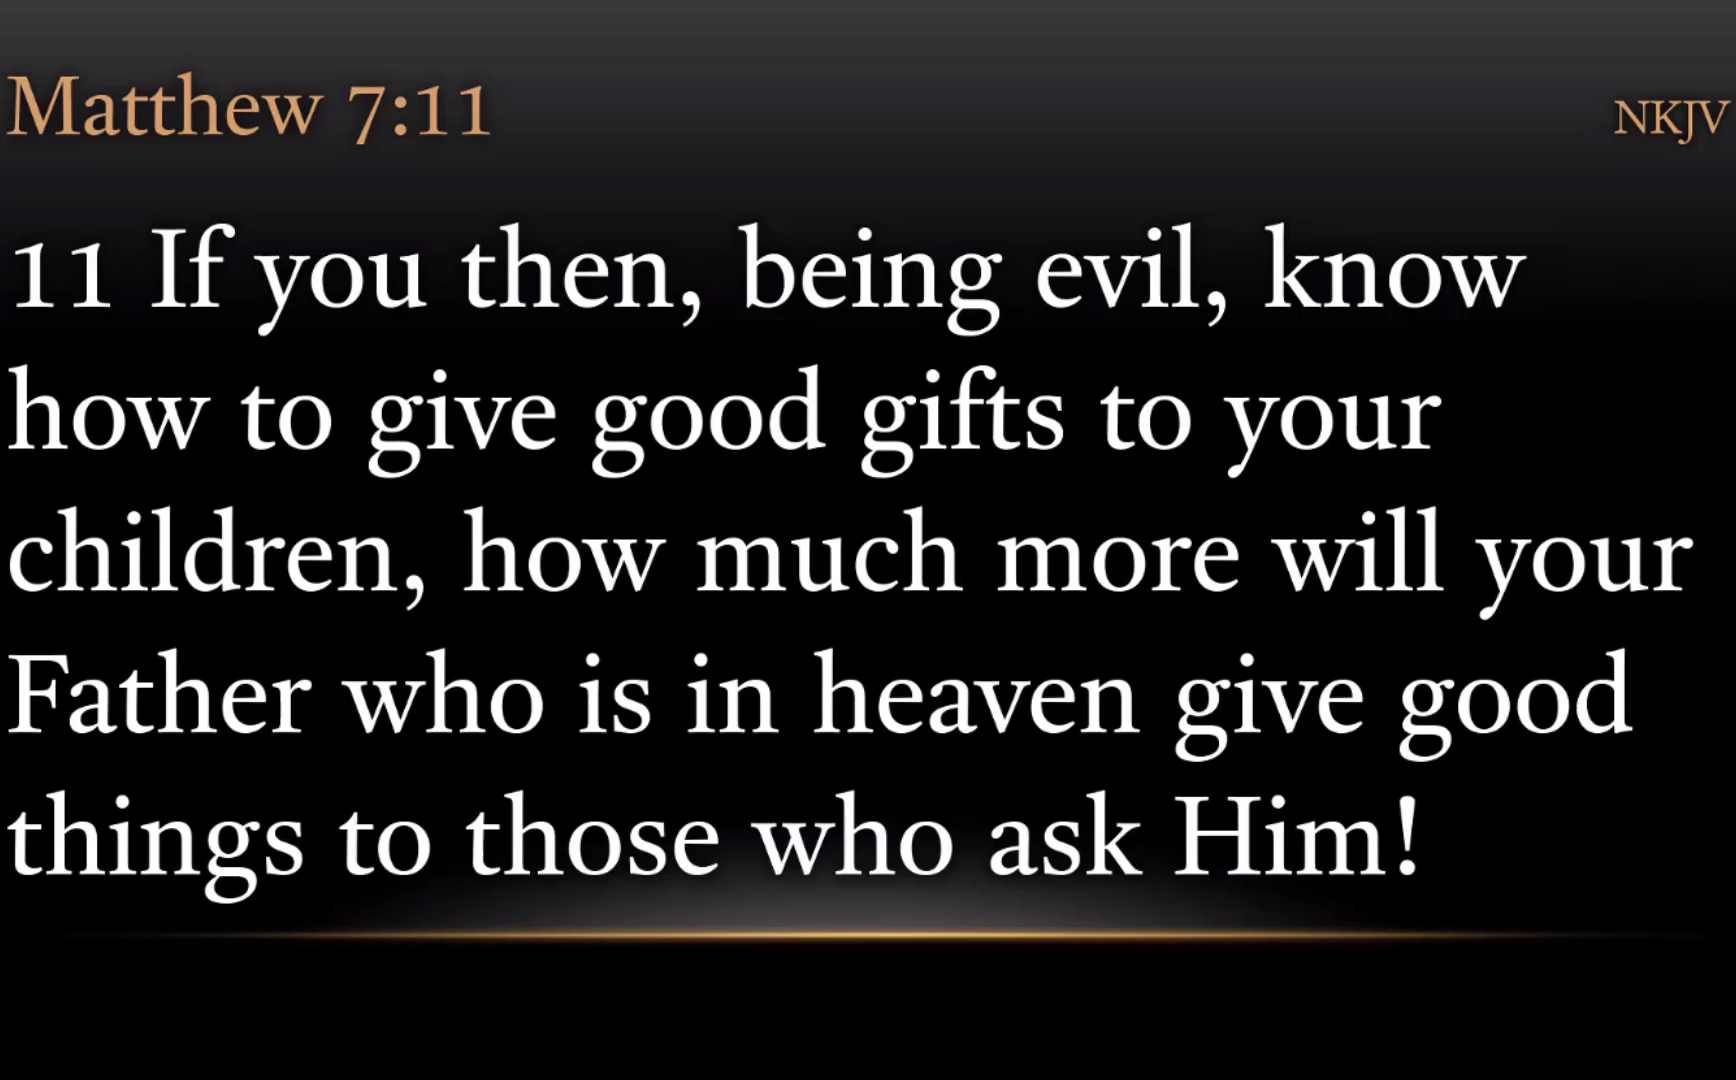 Matthew 7:11 NKJV
11 If you then, being evil, know
how to give good gifts to your
children, how much more will your
Father who is in heaven give good
things to those who ask Him!